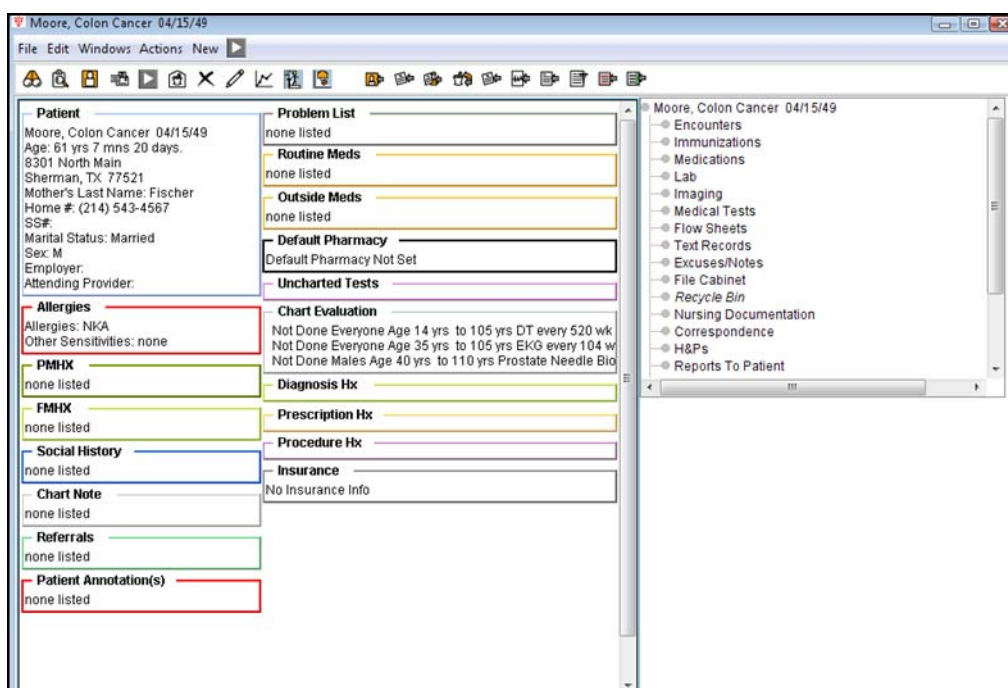 Moore, Colon Cancer 04/15/49
File Edit Windows Actions New
Patient
Moore, Colon Cancer 04/15/49
Age: 61 yrs 7 mns 20 days.
8301 North Main
Sherman, TX 77521
Mother's Last Name: Fischer
Home #: (214) 543-4567
SS#:
Marital Status: Married
Sex: M
Employer:
Attending Provider:
Allergies
Allergies: NKA
Other Sensitivities: none
PMHX
none listed
FMHX
none listed
Social History
none listed
Chart Note
none listed
Referrals
none listed
Patient Annotation(s)
none listed
Problem List
none listed
Routine Meds
none listed
Outside Meds
none listed
Default Pharmacy
Default Pharmacy Not Set
Uncharted Tests
Chart Evaluation
Not Done Everyone Age 14 yrs to 105 yrs DT every 520 wk
Not Done Everyone Age 35 yrs to 105 yrs EKG every 104 w
Not Done Males Age 40 yrs to 110 yrs Prostate Needle Bio
Diagnosis Hx
Prescription Hx
Procedure Hx
Insurance
No Insurance Info
Moore, Colon Cancer 04/15/49
Encounters
Immunizations
Medications
Lab
Imaging
Medical Tests
Flow Sheets
Text Records
Excuses/Notes
File Cabinet
Recycle Bin
Nursing Documentation
Correspondence
H&Ps
Reports To Patient